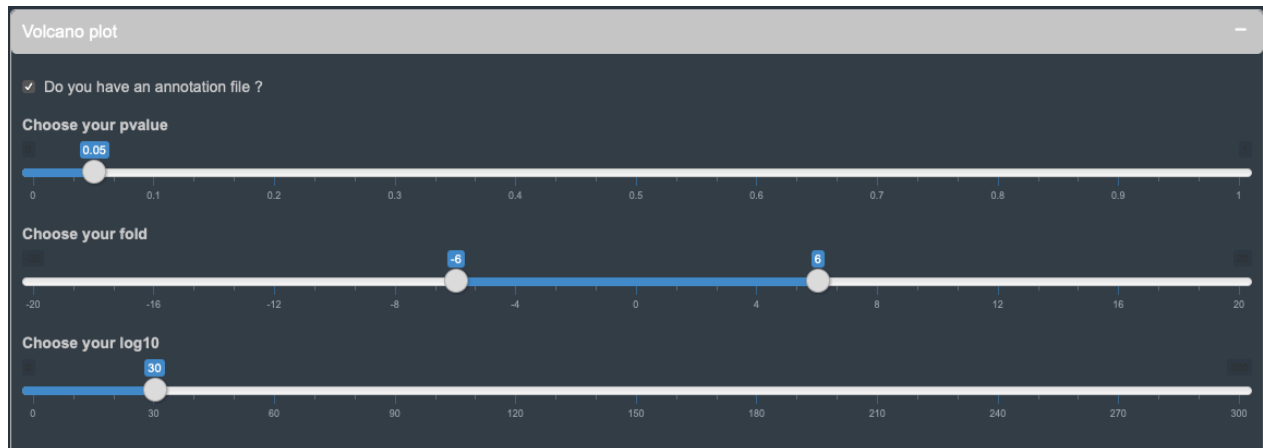 Volcano plot
Do you have an annotation file ?
Choose your pvalue
0.05
0 0.1 0.2 0.3 0.4 0.5 0.6 0.7 0.8 0.9 1
Choose your fold
-6 6
-20 -16 -12 -8 -4 0 4 8 12 16 20
Choose your log10
30
0 30 60 90 120 150 180 210 240 270 300